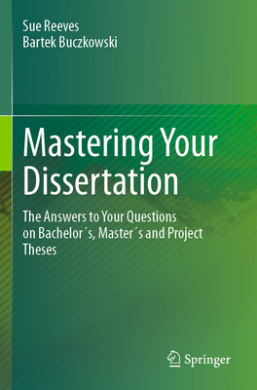 Sue Reeves
Bartek Buczkowski
Mastering Your
Dissertation
The Answers to Your Questions
on Bachelor´s, Master´s and Project
Theses
Springer